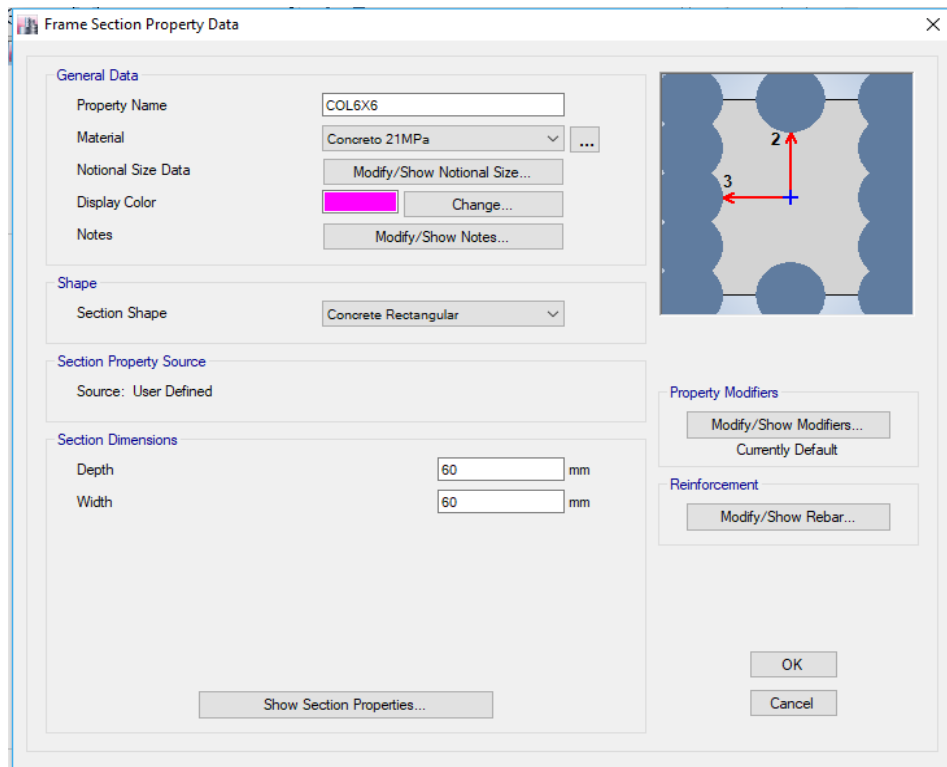 Frame Section Property Data
General Data
Property Name COL6X6
Material Concreto 21MPa ...
Notional Size Data Modify/Show Notional Size...
Display Color Change...
Notes Modify/Show Notes...
Shape
Section Shape Concrete Rectangular
Section Property Source
Source: User Defined
Section Dimensions
Depth 60 mm
Width 60 mm
Show Section Properties...
2
3
Property Modifiers
Modify/Show Modifiers...
Currently Default
Reinforcement
Modify/Show Rebar...
OK
Cancel